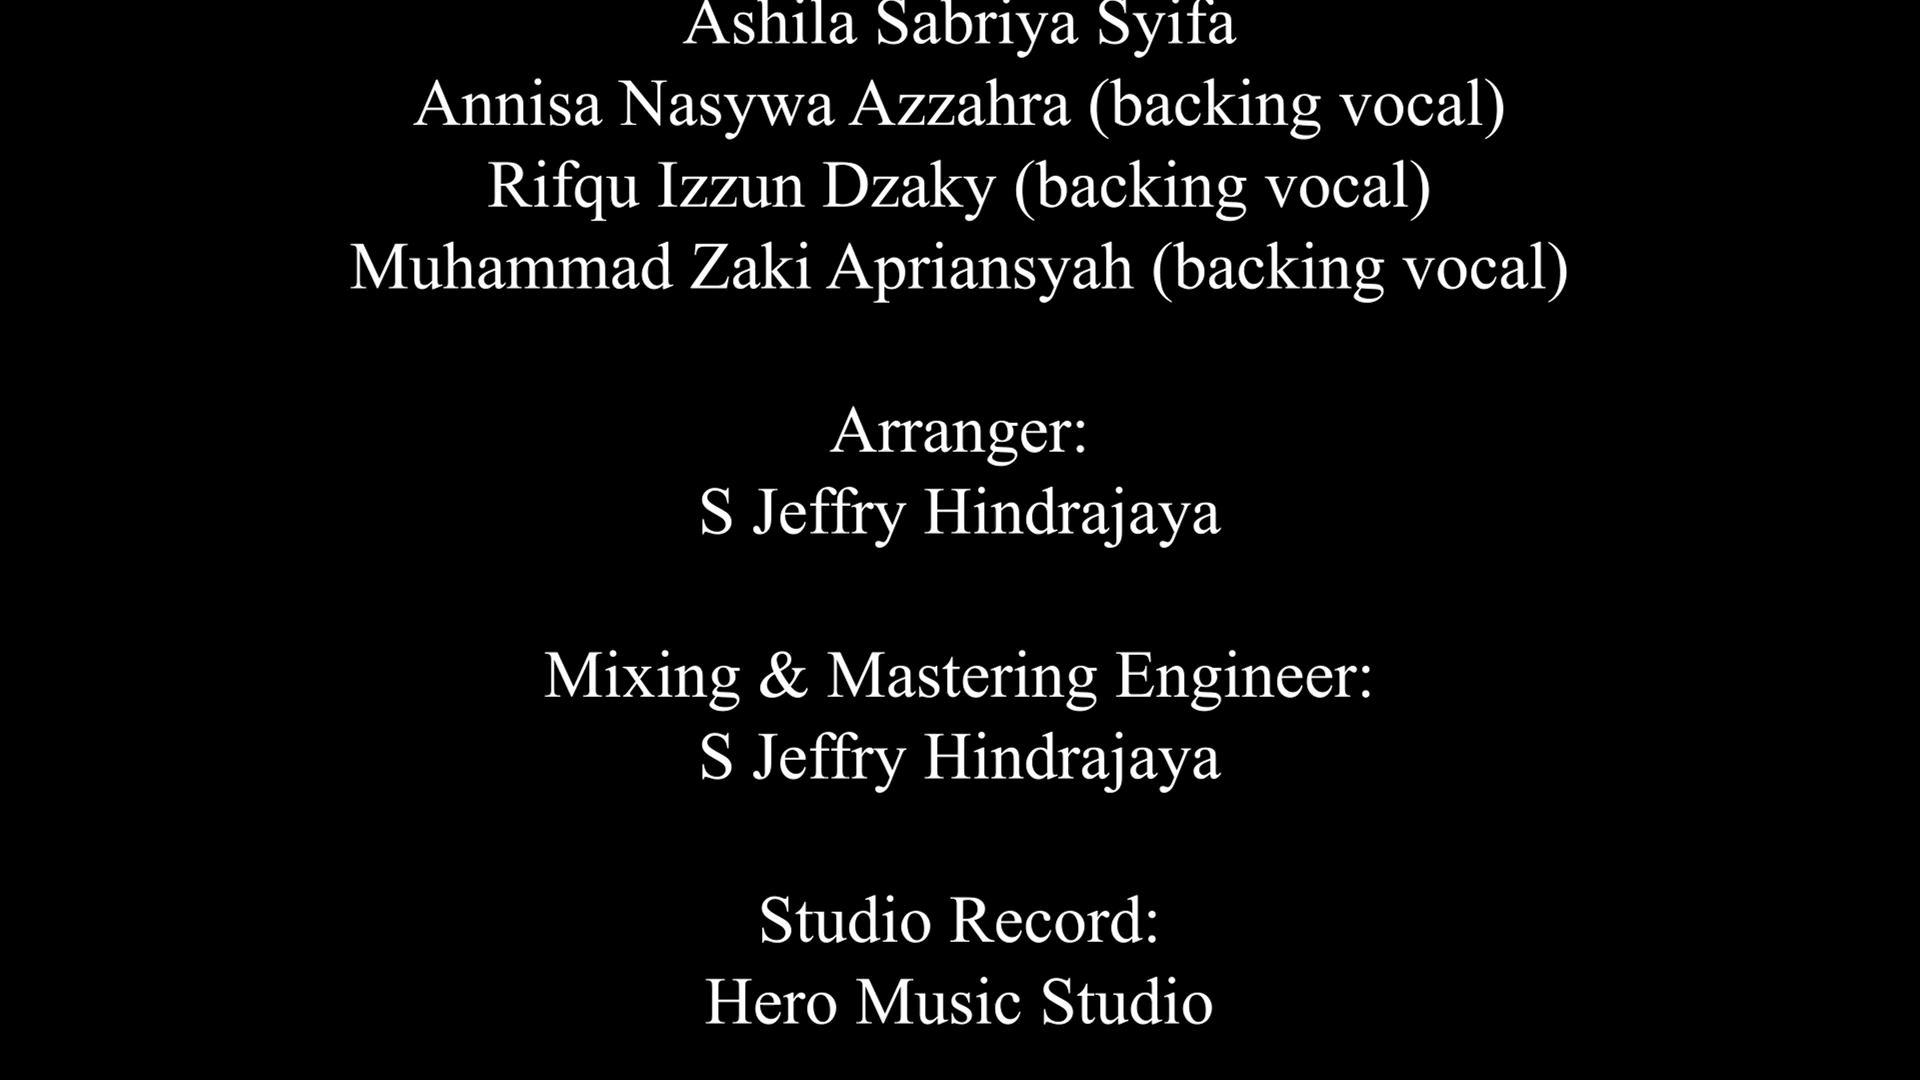 Ashila Sabriya Syifa
Annisa Nasywa Azzahra (backing vocal)
Rifqu Izzun Dzaky (backing vocal)
Muhammad Zaki Apriansyah (backing vocal)
Arranger:
S Jeffry Hindrajaya
Mixing & Mastering Engineer:
S Jeffry Hindrajaya
Studio Record:
Hero Music Studio